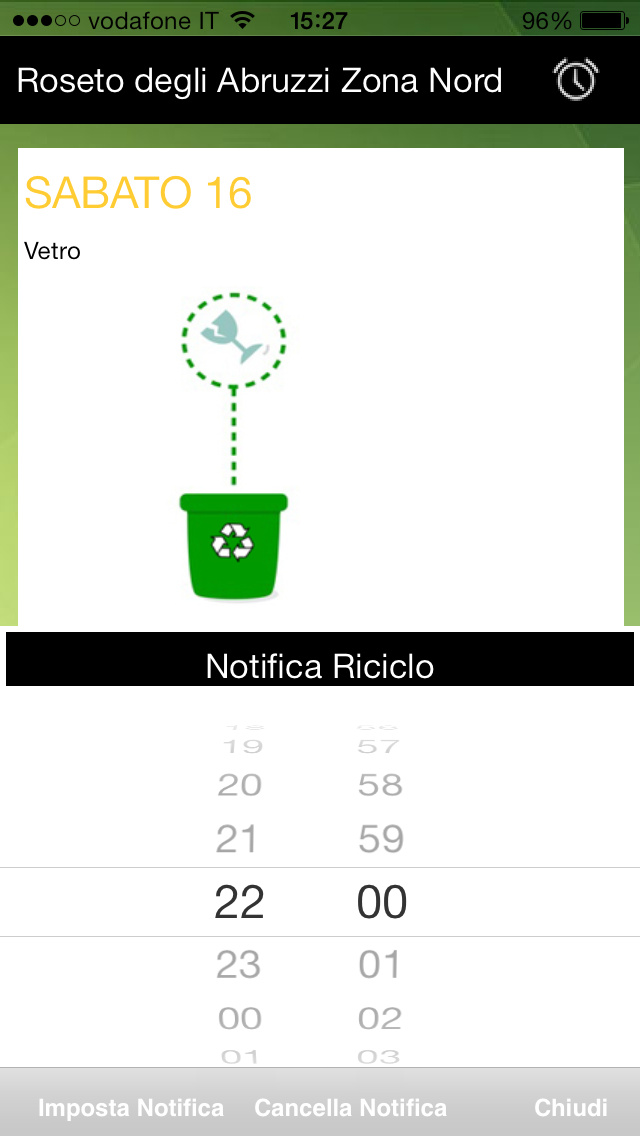 vodafone IT 15:27 96%
Roseto degli Abruzzi Zona Nord
SABATO 16
Vetro
Notifica Riciclo
19 57
20 58
21 59
22 00
23 01
00 02
01 03
Imposta Notifica Cancella Notifica Chiudi